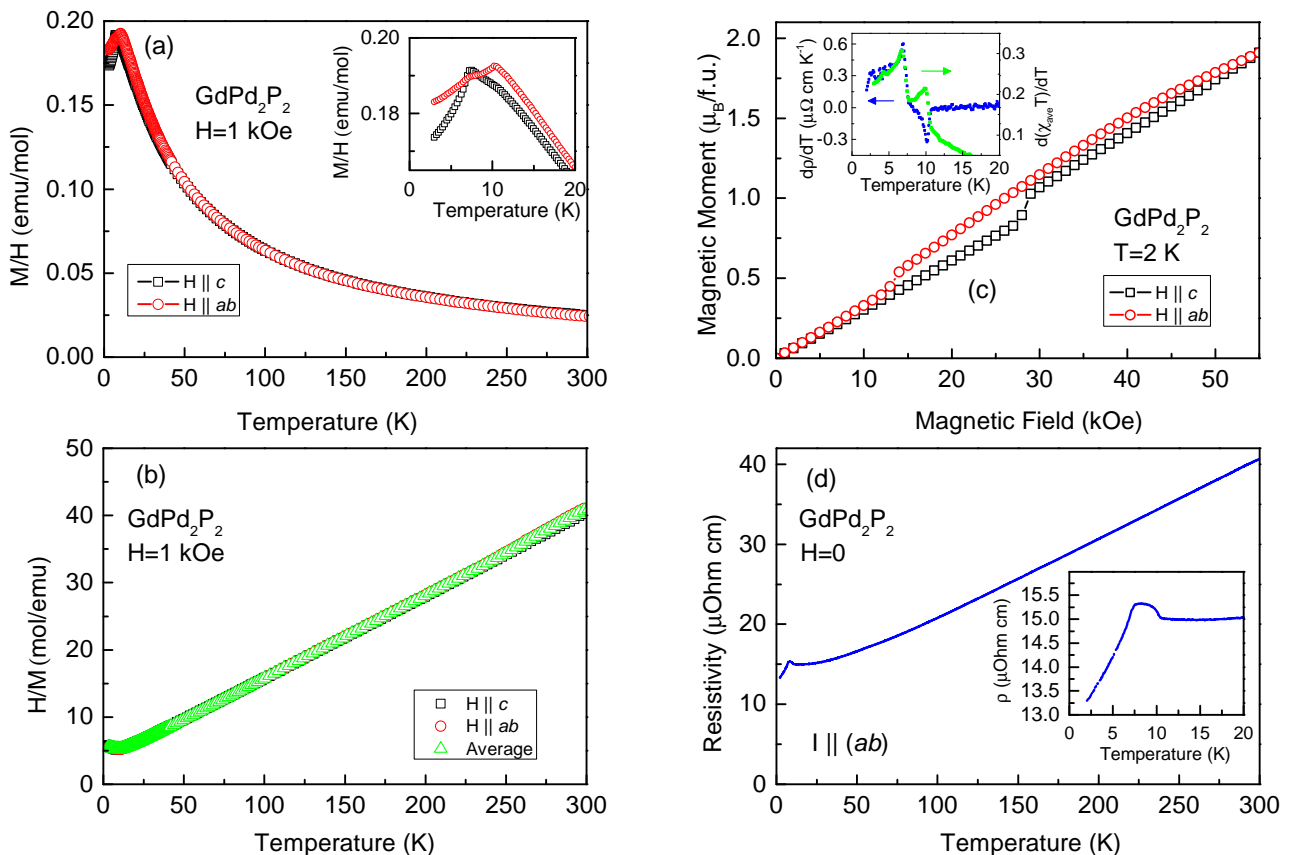 (a)
GdPd₂P₂
H=1 kOe
M/H (emu/mol)
0.20
0.15
0.10
0.05
0.00
0 50 100 150 200 250 300
Temperature (K)
H || c
H || ab
M/H (emu/mol)
0.20
0.19
0.18
0 10 20
Temperature (K)
(c)
GdPd₂P₂
T=2 K
Magnetic Moment (μB/f.u.)
2.0
1.5
1.0
0.5
0.0
0 10 20 30 40 50
Magnetic Field (kOe)
H || c
H || ab
dρ/dT (μΩ cm K⁻¹)
0.6
0.3
0.0
-0.3
0.3
0.2
0.1
d(χave T)/dT
0 5 10 15 20
Temperature (K)
(b)
GdPd₂P₂
H=1 kOe
H/M (mol/emu)
50
40
30
20
10
0
0 50 100 150 200 250 300
Temperature (K)
H || c
H || ab
Average
(d)
GdPd₂P₂
H=0
Resistivity (μOhm cm)
40
30
20
10
0
0 50 100 150 200 250 300
Temperature (K)
I || (ab)
ρ (μOhm cm)
15.5
15.0
14.5
14.0
13.5
13.0
0 5 10 15 20
Temperature (K)